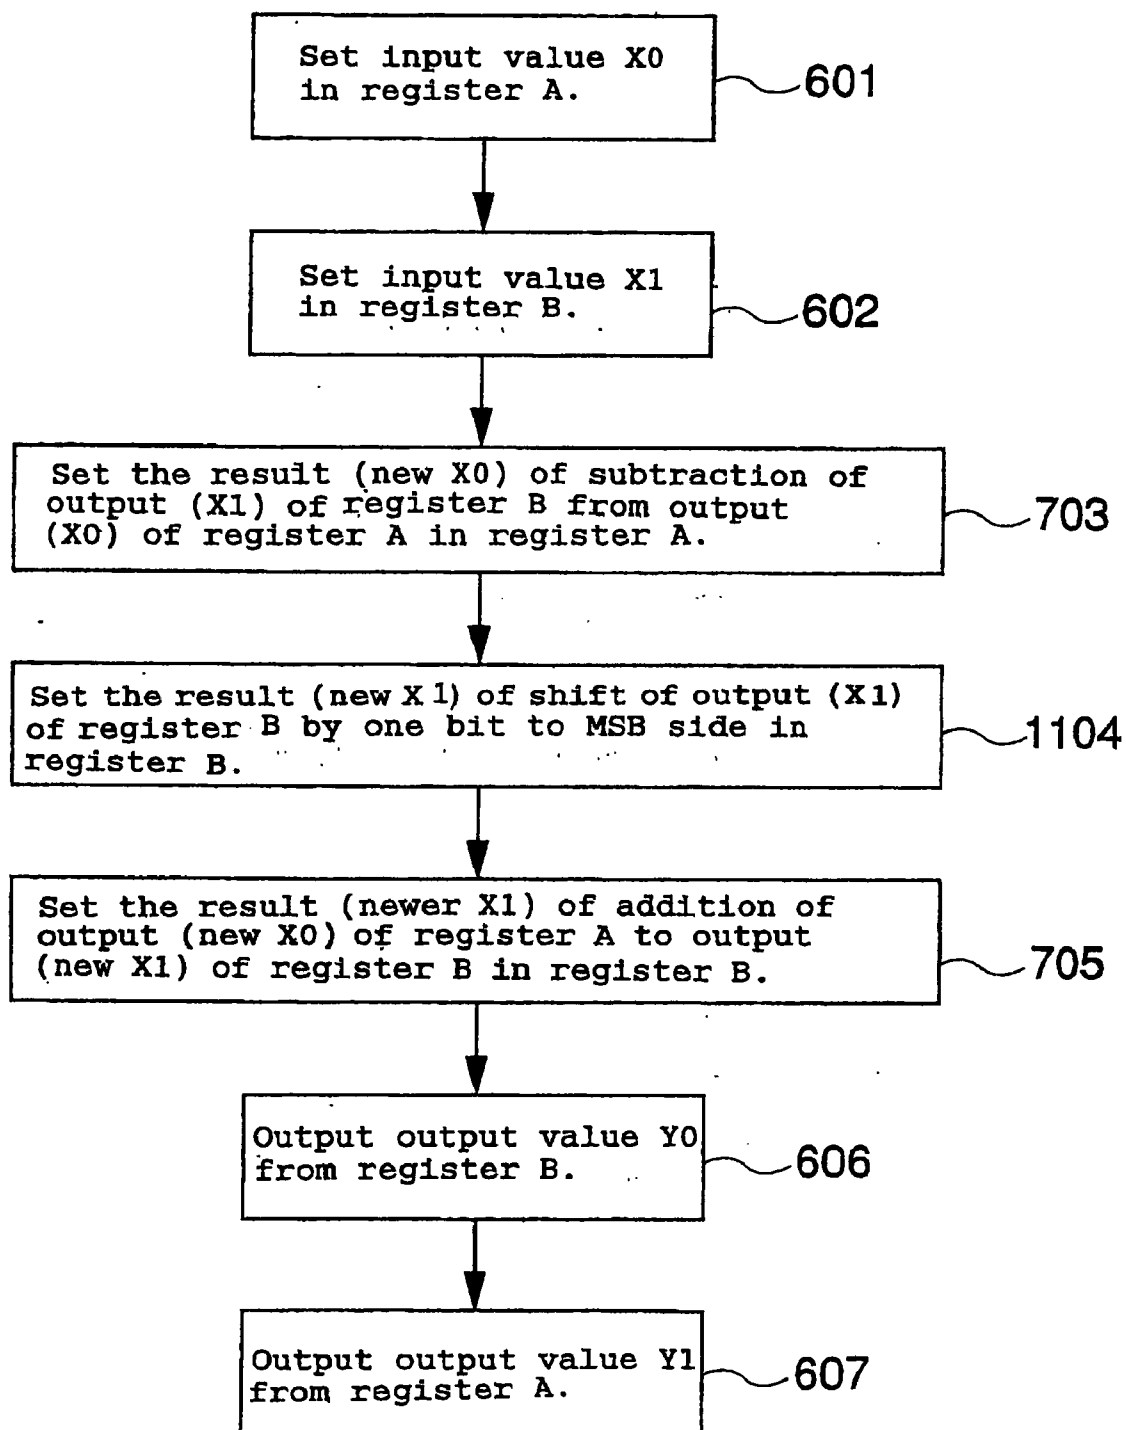 Set input value X0
in register A.
601
Set input value X1
in register B.
602
Set the result (new X0) of subtraction of
output (X1) of register B from output
(X0) of register A in register A.
703
Set the result (new X1) of shift of output (X1)
of register B by one bit to MSB side in
register B.
1104
Set the result (newer X1) of addition of
output (new X0) of register A to output
(new X1) of register B in register B.
705
Output output value Y0
from register B.
606
Output output value Y1
from register A.
607